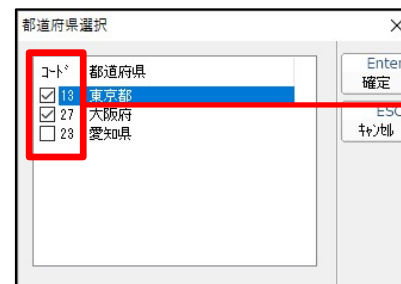 都道府県選択
ｺｰﾄﾞ 都道府県
13 東京都
27 大阪府
23 愛知県
Enter
確定
ESC
ｷｬﾝｾﾙ